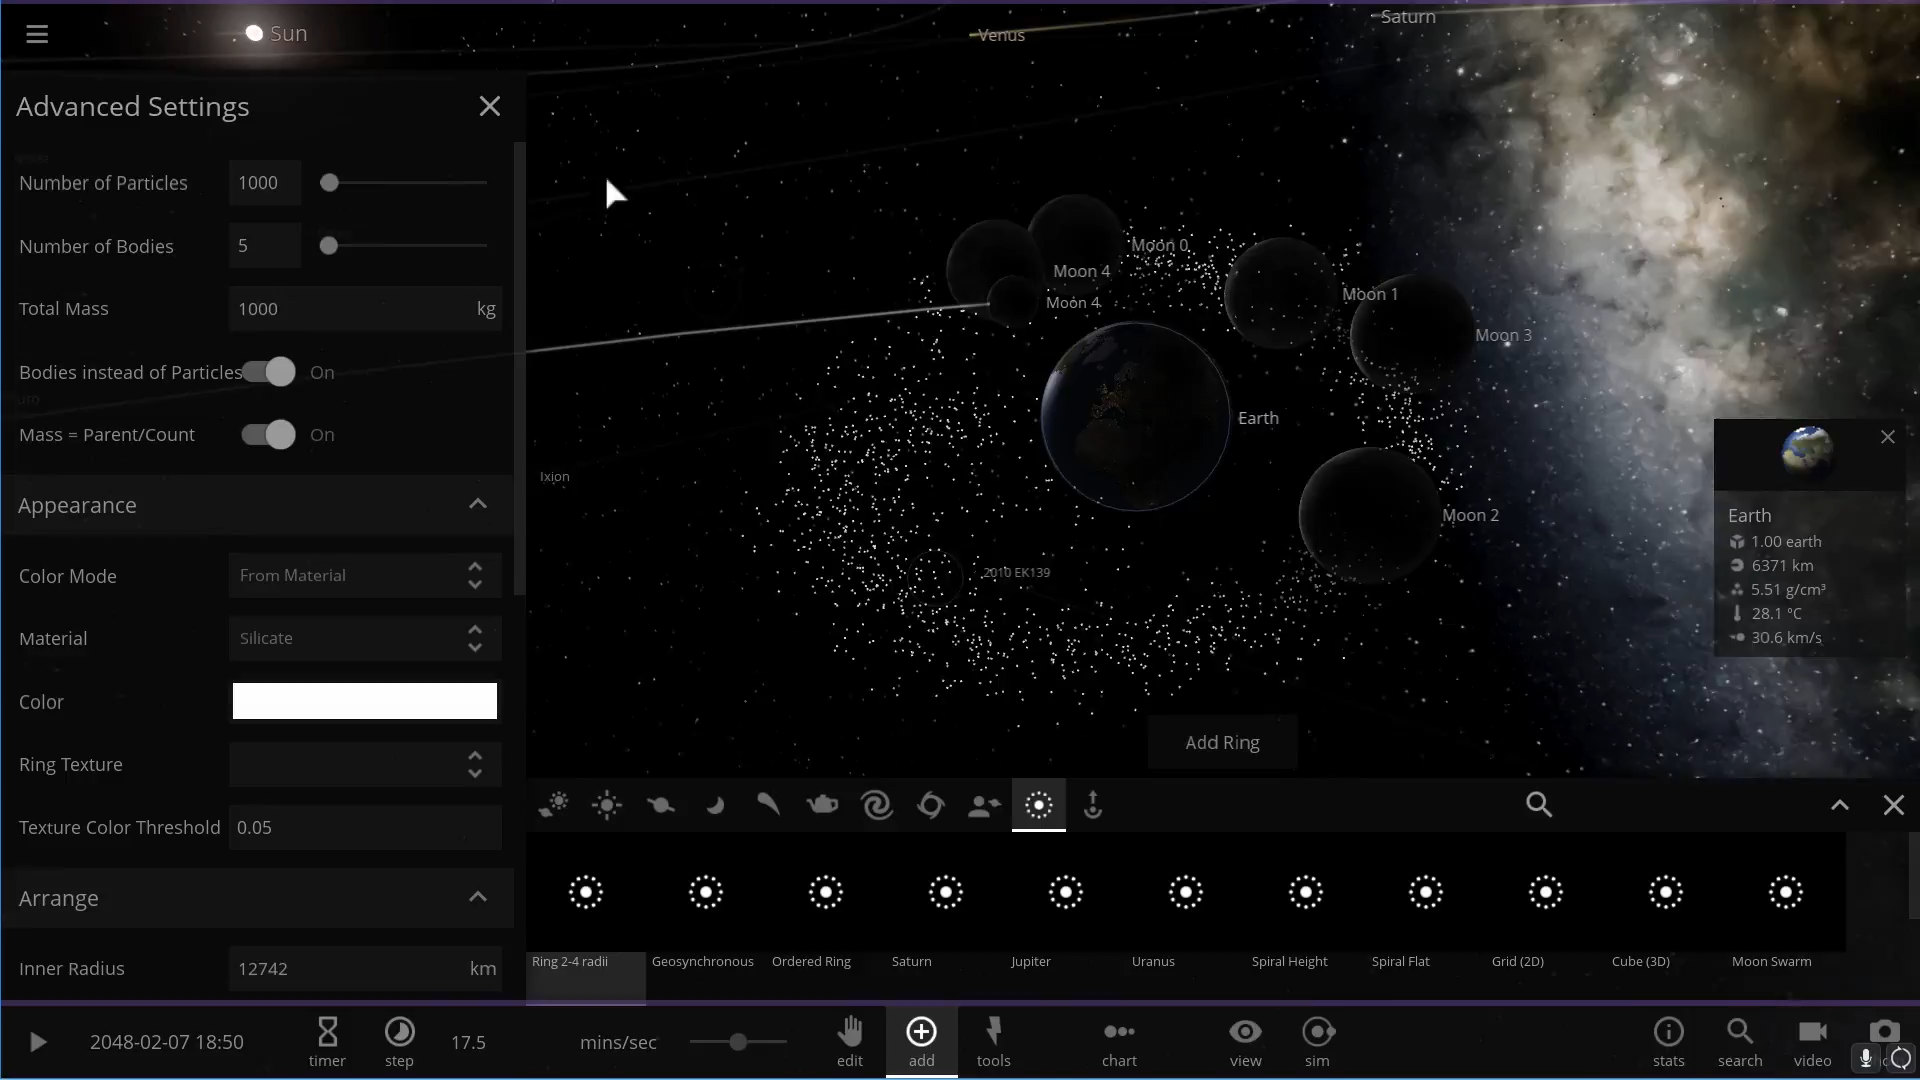 Sun
Venus
Saturn
Advanced Settings
Number of Particles 1000
Number of Bodies 5
Total Mass 1000 kg
Bodies instead of Particles On
Mass = Parent/Count On
Appearance
Color Mode From Material
Material Silicate
Color
Ring Texture
Texture Color Threshold 0.05
Arrange
Inner Radius 12742 km
Moon 0
Moon 4
Moon 4
Moon 1
Moon 3
Earth
Ixion
Moon 2
2010 EK139
Earth
1.00 earth
6371 km
5.51 g/cm³
28.1 °C
30.6 km/s
Add Ring
Ring 2-4 radii
Geosynchronous
Ordered Ring
Saturn
Jupiter
Uranus
Spiral Height
Spiral Flat
Grid (2D)
Cube (3D)
Moon Swarm
2048-02-07 18:50
timer
step
17.5 mins/sec
edit
add
tools
chart
view
sim
stats
search
video